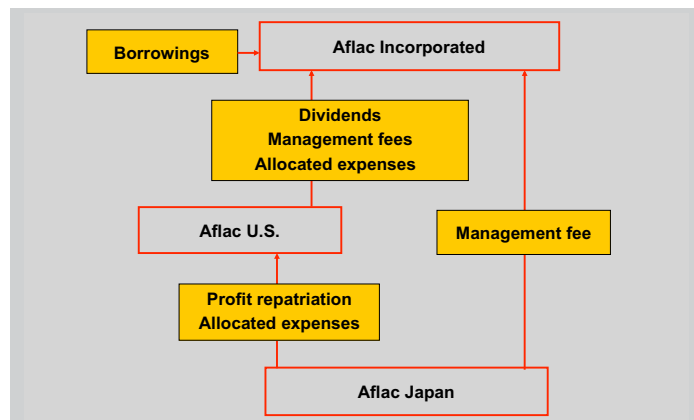 Borrowings
Aflac Incorporated
Dividends
Management fees
Allocated expenses
Aflac U.S.
Management fee
Profit repatriation
Allocated expenses
Aflac Japan